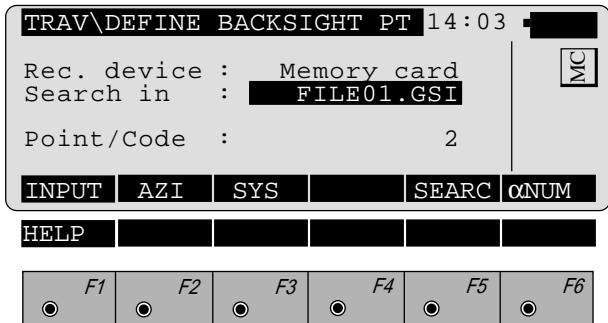 TRAV\DEFINE BACKSIGHT PT 14:03
MC
Rec. device : Memory card
Search in : FILE01.GSI
Point/Code : 2
INPUT AZI SYS SEARC αNUM
HELP
F1 F2 F3 F4 F5 F6